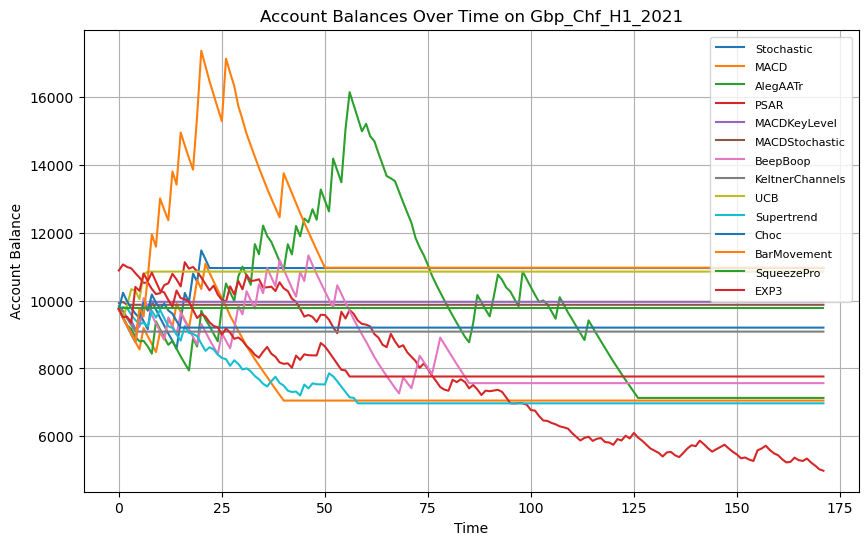 Account Balances Over Time on Gbp_Chf_H1_2021
Account Balance
16000
14000
12000
10000
8000
6000
0
25
50
75
100
125
150
175
Time
Stochastic
MACD
AlegAATr
PSAR
MACDKeyLevel
MACDStochastic
BeepBoop
KeltnerChannels
UCB
Supertrend
Choc
BarMovement
SqueezePro
EXP3